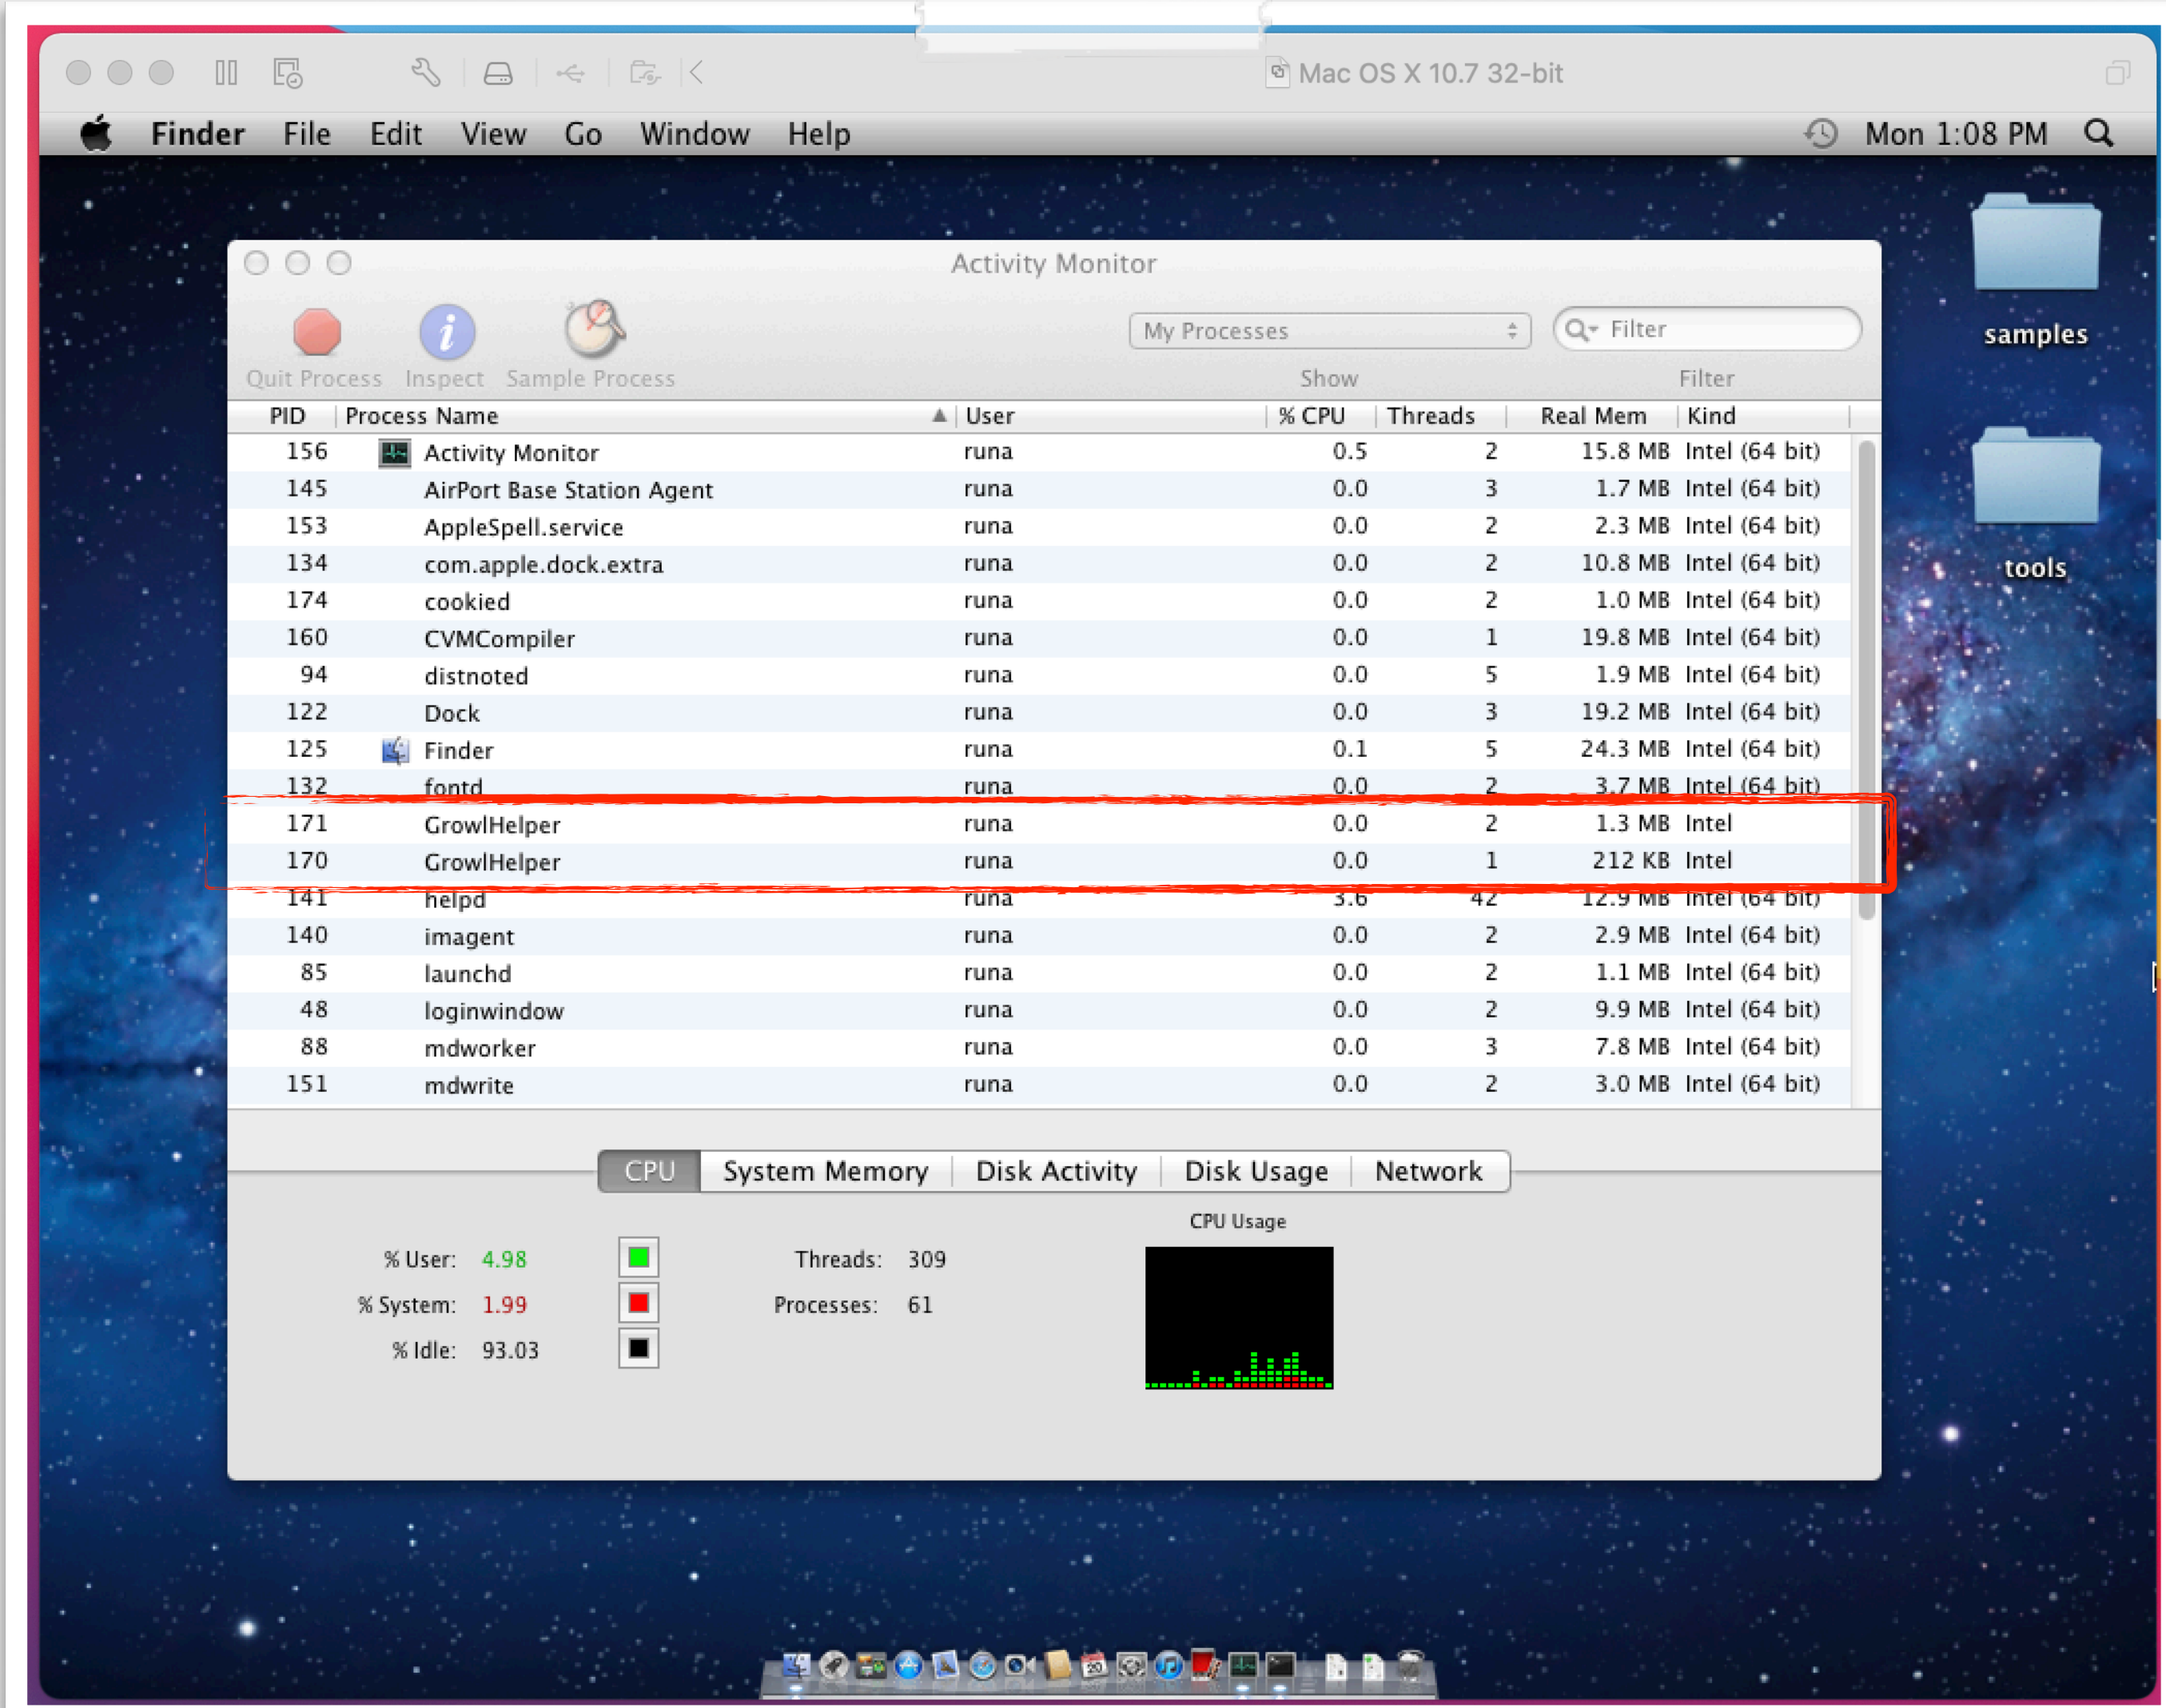 Mac OS X 10.7 32-bit
Finder File Edit View Go Window Help Mon 1:08 PM
Activity Monitor
samples
My Processes Filter
Quit Process Inspect Sample Process Show Filter
PID Process Name User % CPU Threads Real Mem Kind
156 Activity Monitor runa 0.5 2 15.8 MB Intel (64 bit)
145 AirPort Base Station Agent runa 0.0 3 1.7 MB Intel (64 bit)
153 AppleSpell.service runa 0.0 2 2.3 MB Intel (64 bit)
134 com.apple.dock.extra runa 0.0 2 10.8 MB Intel (64 bit)
tools
174 cookied runa 0.0 2 1.0 MB Intel (64 bit)
160 CVMCompiler runa 0.0 1 19.8 MB Intel (64 bit)
94 distnoted runa 0.0 5 1.9 MB Intel (64 bit)
122 Dock runa 0.0 3 19.2 MB Intel (64 bit)
125 Finder runa 0.1 5 24.3 MB Intel (64 bit)
132 fontd runa 0.0 2 3.7 MB Intel (64 bit)
171 GrowlHelper runa 0.0 2 1.3 MB Intel
170 GrowlHelper runa 0.0 1 212 KB Intel
141 helpd runa 3.6 42 12.9 MB Intel (64 bit)
140 imagent runa 0.0 2 2.9 MB Intel (64 bit)
85 launchd runa 0.0 2 1.1 MB Intel (64 bit)
48 loginwindow runa 0.0 2 9.9 MB Intel (64 bit)
88 mdworker runa 0.0 3 7.8 MB Intel (64 bit)
151 mdwrite runa 0.0 2 3.0 MB Intel (64 bit)
CPU System Memory Disk Activity Disk Usage Network
CPU Usage
% User: 4.98 Threads: 309
% System: 1.99 Processes: 61
% Idle: 93.03
20